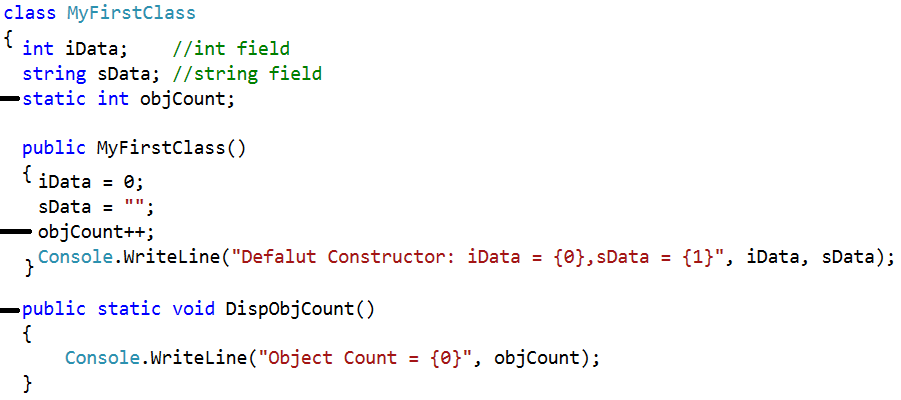 class MyFirstClass
{
int iData; //int field
string sData; //string field
static int objCount;
public MyFirstClass()
{
iData = 0;
sData = "";
objCount++;
Console.WriteLine("Defalut Constructor: iData = {0},sData = {1}", iData, sData);
}
public static void DispObjCount()
{
Console.WriteLine("Object Count = {0}", objCount);
}